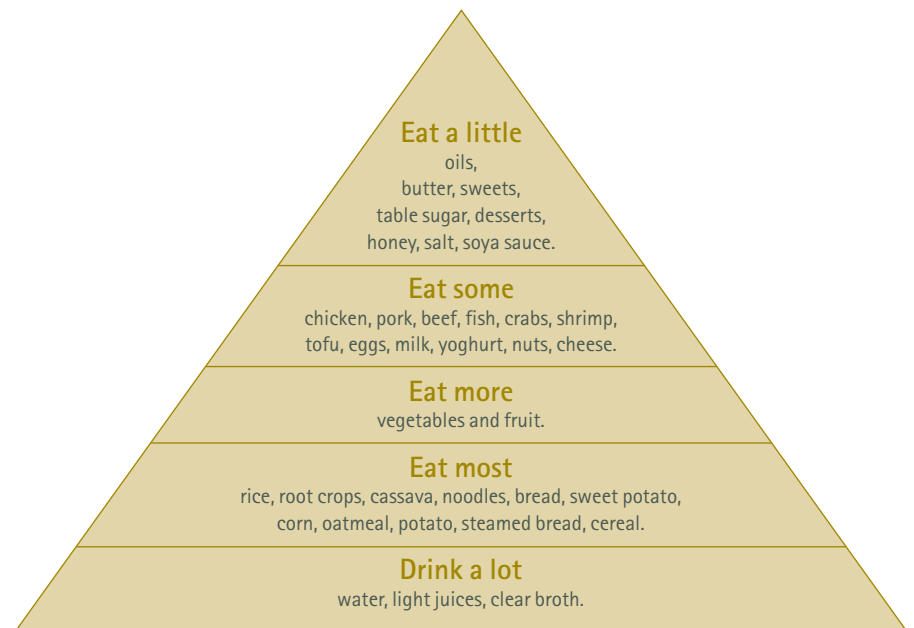 Eat a little
oils,
butter, sweets,
table sugar, desserts,
honey, salt, soya sauce.
Eat some
chicken, pork, beef, fish, crabs, shrimp,
tofu, eggs, milk, yoghurt, nuts, cheese.
Eat more
vegetables and fruit.
Eat most
rice, root crops, cassava, noodles, bread, sweet potato,
corn, oatmeal, potato, steamed bread, cereal.
Drink a lot
water, light juices, clear broth.